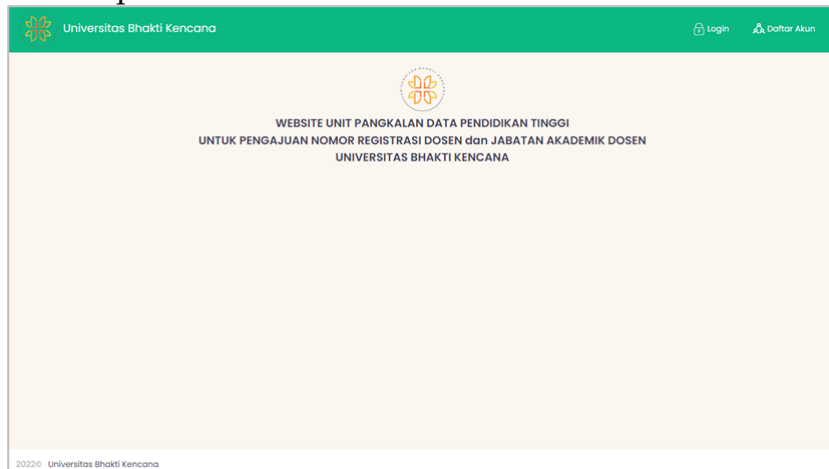 Universitas Bhakti Kencana
Login
Daftar Akun
WEBSITE UNIT PANGKALAN DATA PENDIDIKAN TINGGI
UNTUK PENGAJUAN NOMOR REGISTRASI DOSEN dan JABATAN AKADEMIK DOSEN
UNIVERSITAS BHAKTI KENCANA
2022© Universitas Bhakti Kencana